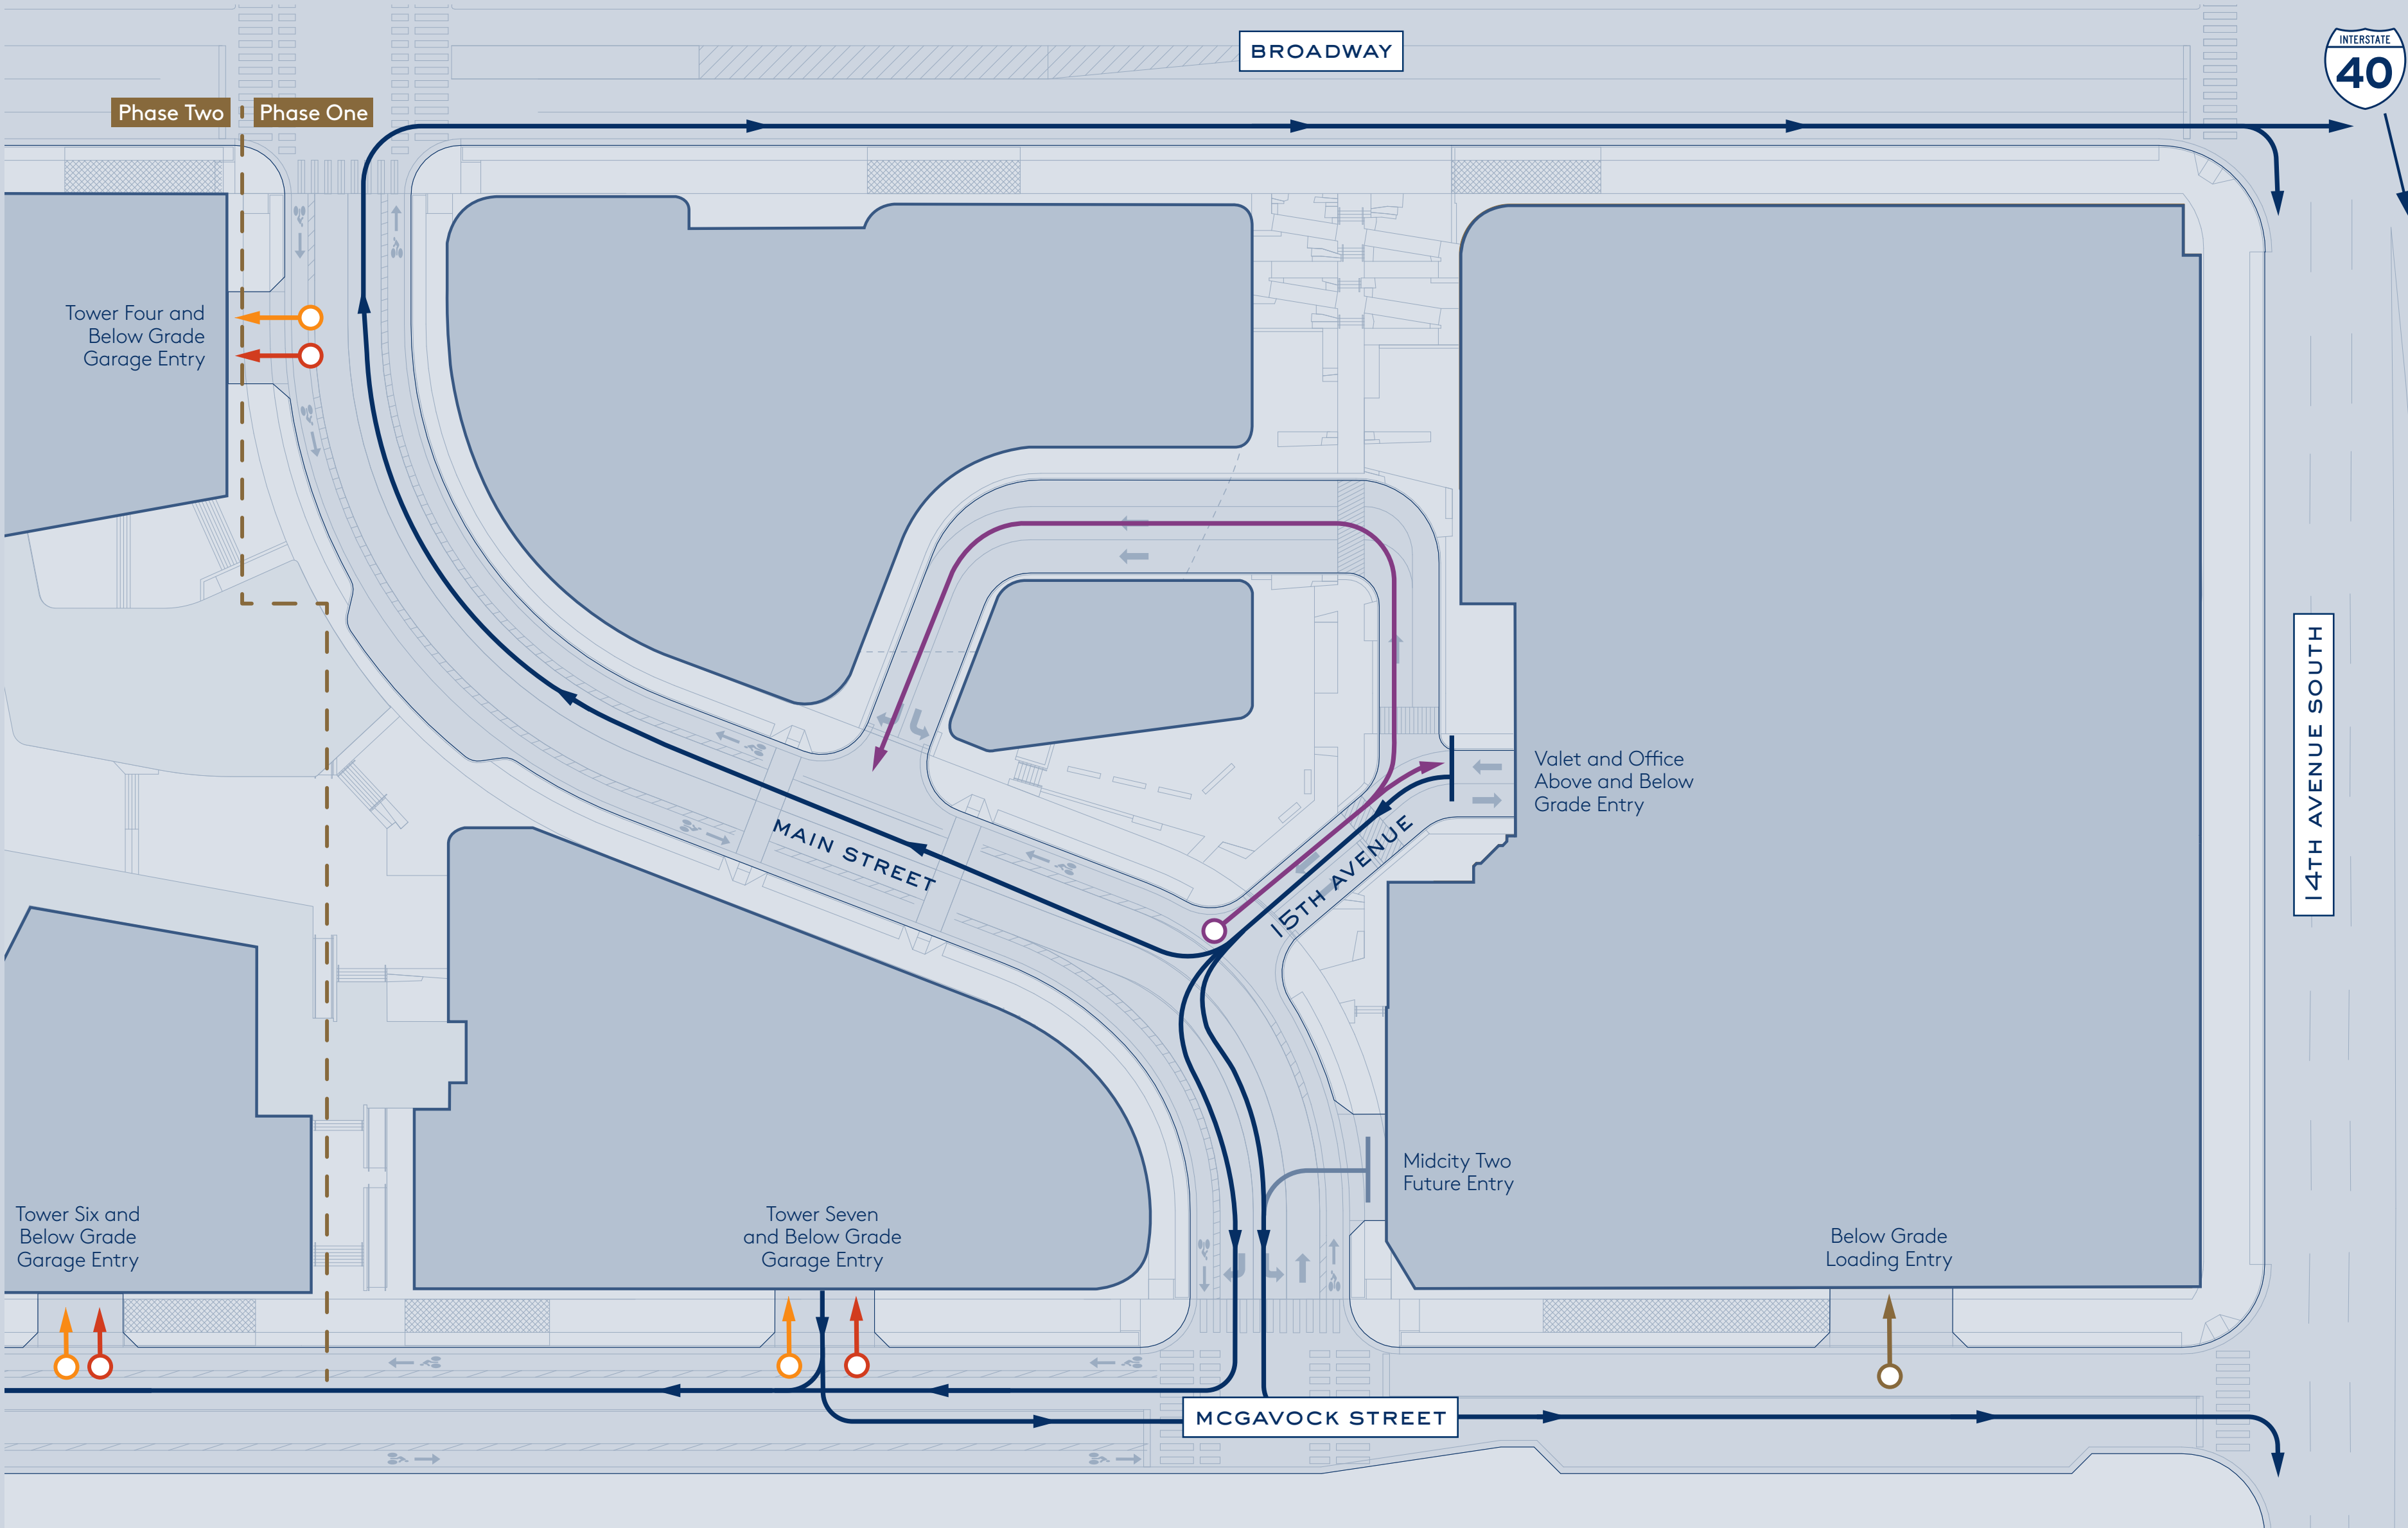 BROADWAY
INTERSTATE
40
Phase Two
Phase One
Tower Four and
Below Grade
Garage Entry
14TH AVENUE SOUTH
Valet and Office
Above and Below
Grade Entry
MAIN STREET
15TH AVENUE
Midcity Two
Future Entry
Tower Six and
Below Grade
Garage Entry
Tower Seven
and Below Grade
Garage Entry
Below Grade
Loading Entry
MCGAVOCK STREET